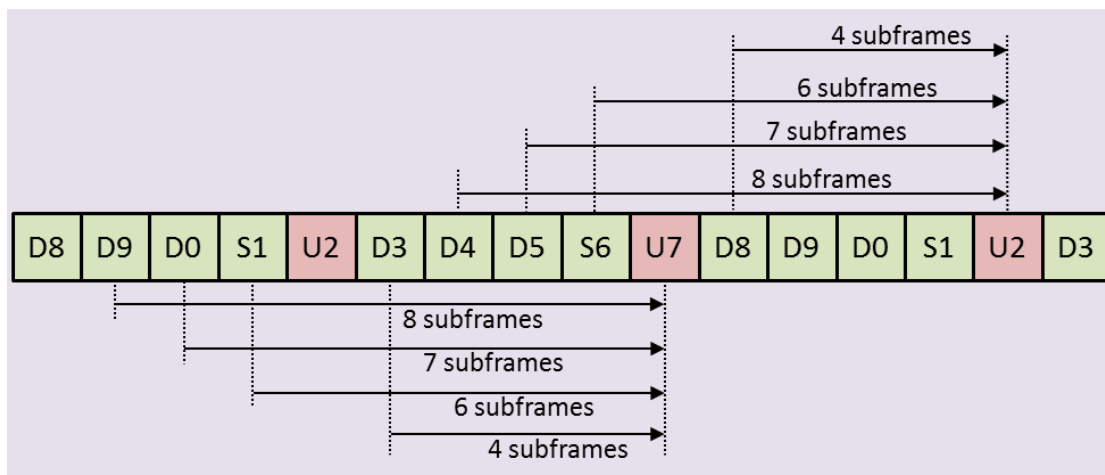 4 subframes
6 subframes
7 subframes
8 subframes
D8 D9 D0 S1 U2 D3 D4 D5 S6 U7 D8 D9 D0 S1 U2 D3
8 subframes
7 subframes
6 subframes
4 subframes